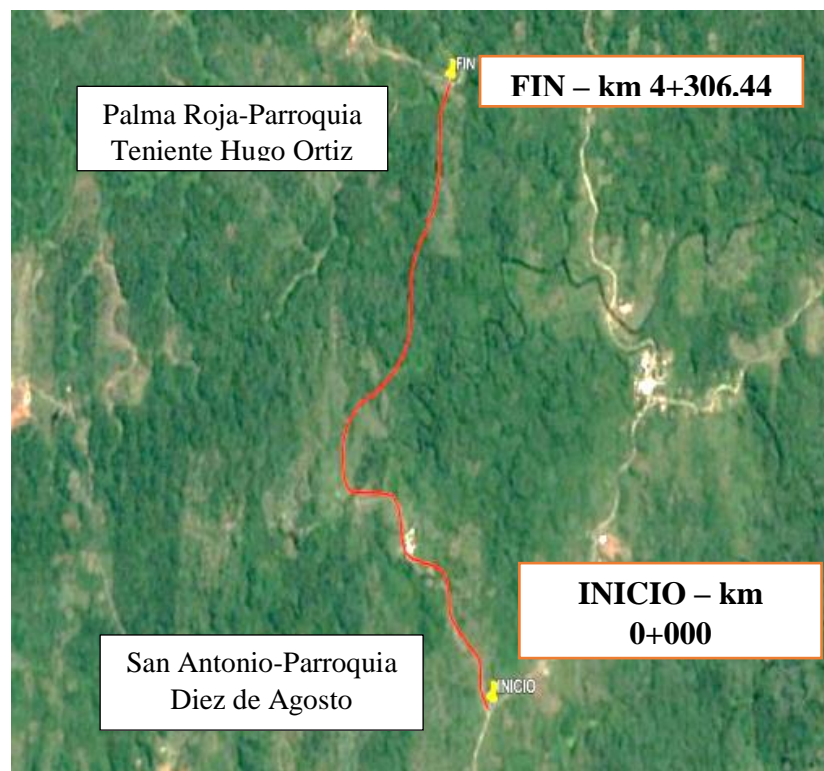 FIN
FIN – km 4+306.44
Palma Roja-Parroquia
Teniente Hugo Ortiz
INICIO – km
0+000
San Antonio-Parroquia
Diez de Agosto
INICIO